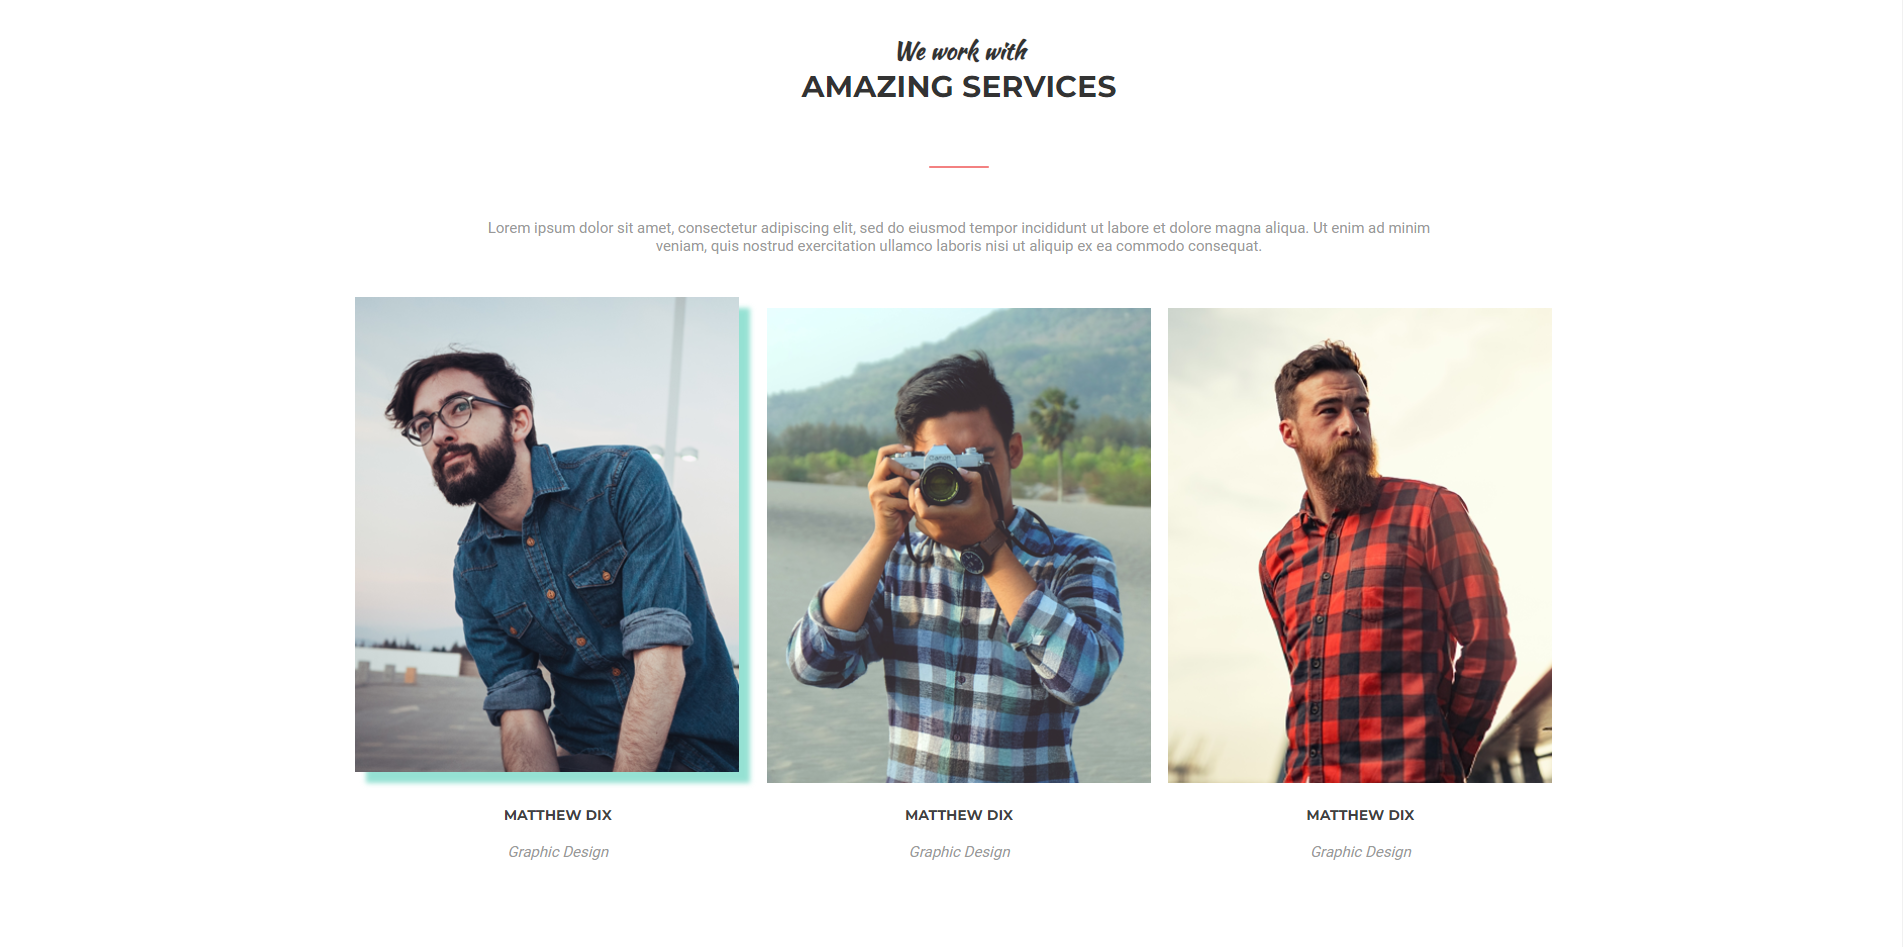 We work with
AMAZING SERVICES
Lorem ipsum dolor sit amet, consectetur adipiscing elit, sed do eiusmod tempor incididunt ut labore et dolore magna aliqua. Ut enim ad minim
veniam, quis nostrud exercitation ullamco laboris nisi ut aliquip ex ea commodo consequat.
Canon
MATTHEW DIX
MATTHEW DIX
MATTHEW DIX
Graphic Design
Graphic Design
Graphic Design